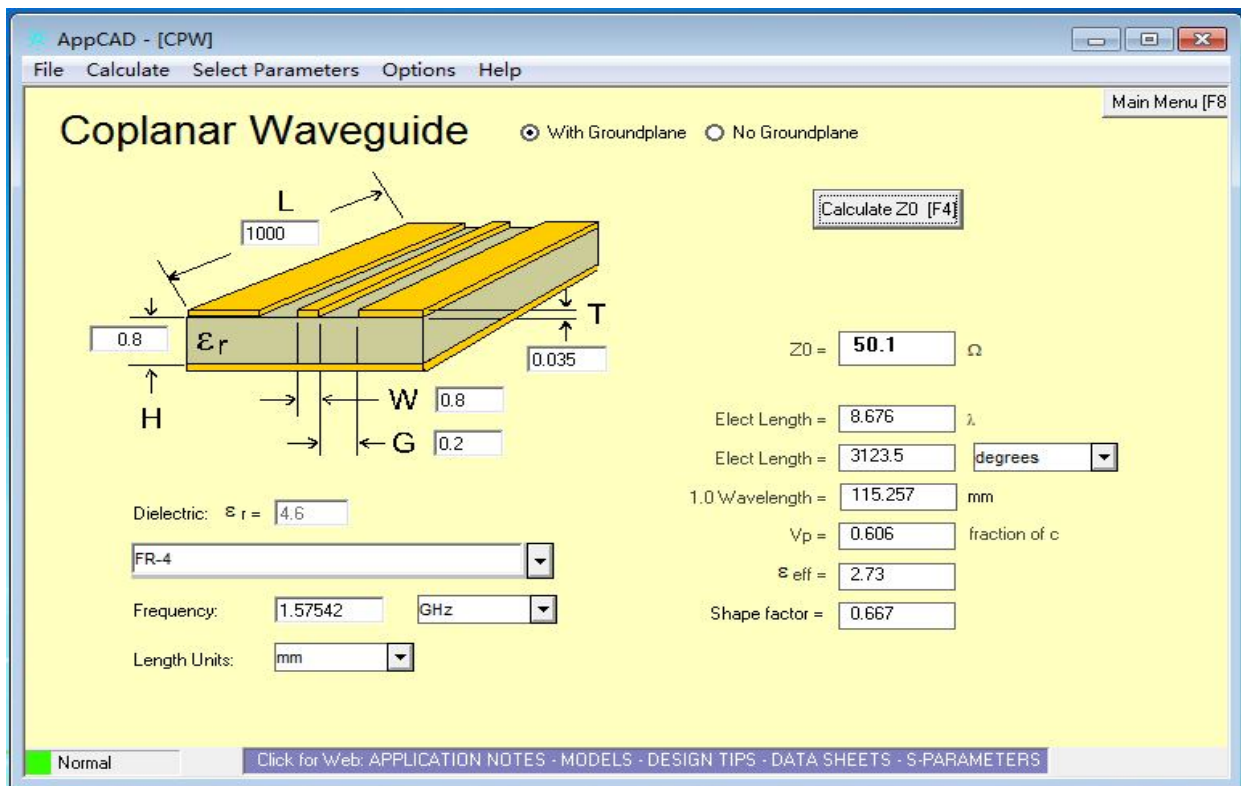 AppCAD - [CPW]
File Calculate Select Parameters Options Help
Main Menu [F8
Coplanar Waveguide
With Groundplane No Groundplane
L
1000
Calculate Z0 [F4]
T
0.8
εr
0.035
Z0 = 50.1 Ω
H
W 0.8
G 0.2
Elect Length = 8.676 λ
Elect Length = 3123.5 degrees
1.0 Wavelength = 115.257 mm
Dielectric: ε r = 4.6
Vp = 0.606 fraction of c
FR-4
ε eff = 2.73
Frequency: 1.57542 GHz
Shape factor = 0.667
Length Units: mm
Normal
Click for Web: APPLICATION NOTES - MODELS - DESIGN TIPS - DATA SHEETS - S-PARAMETERS